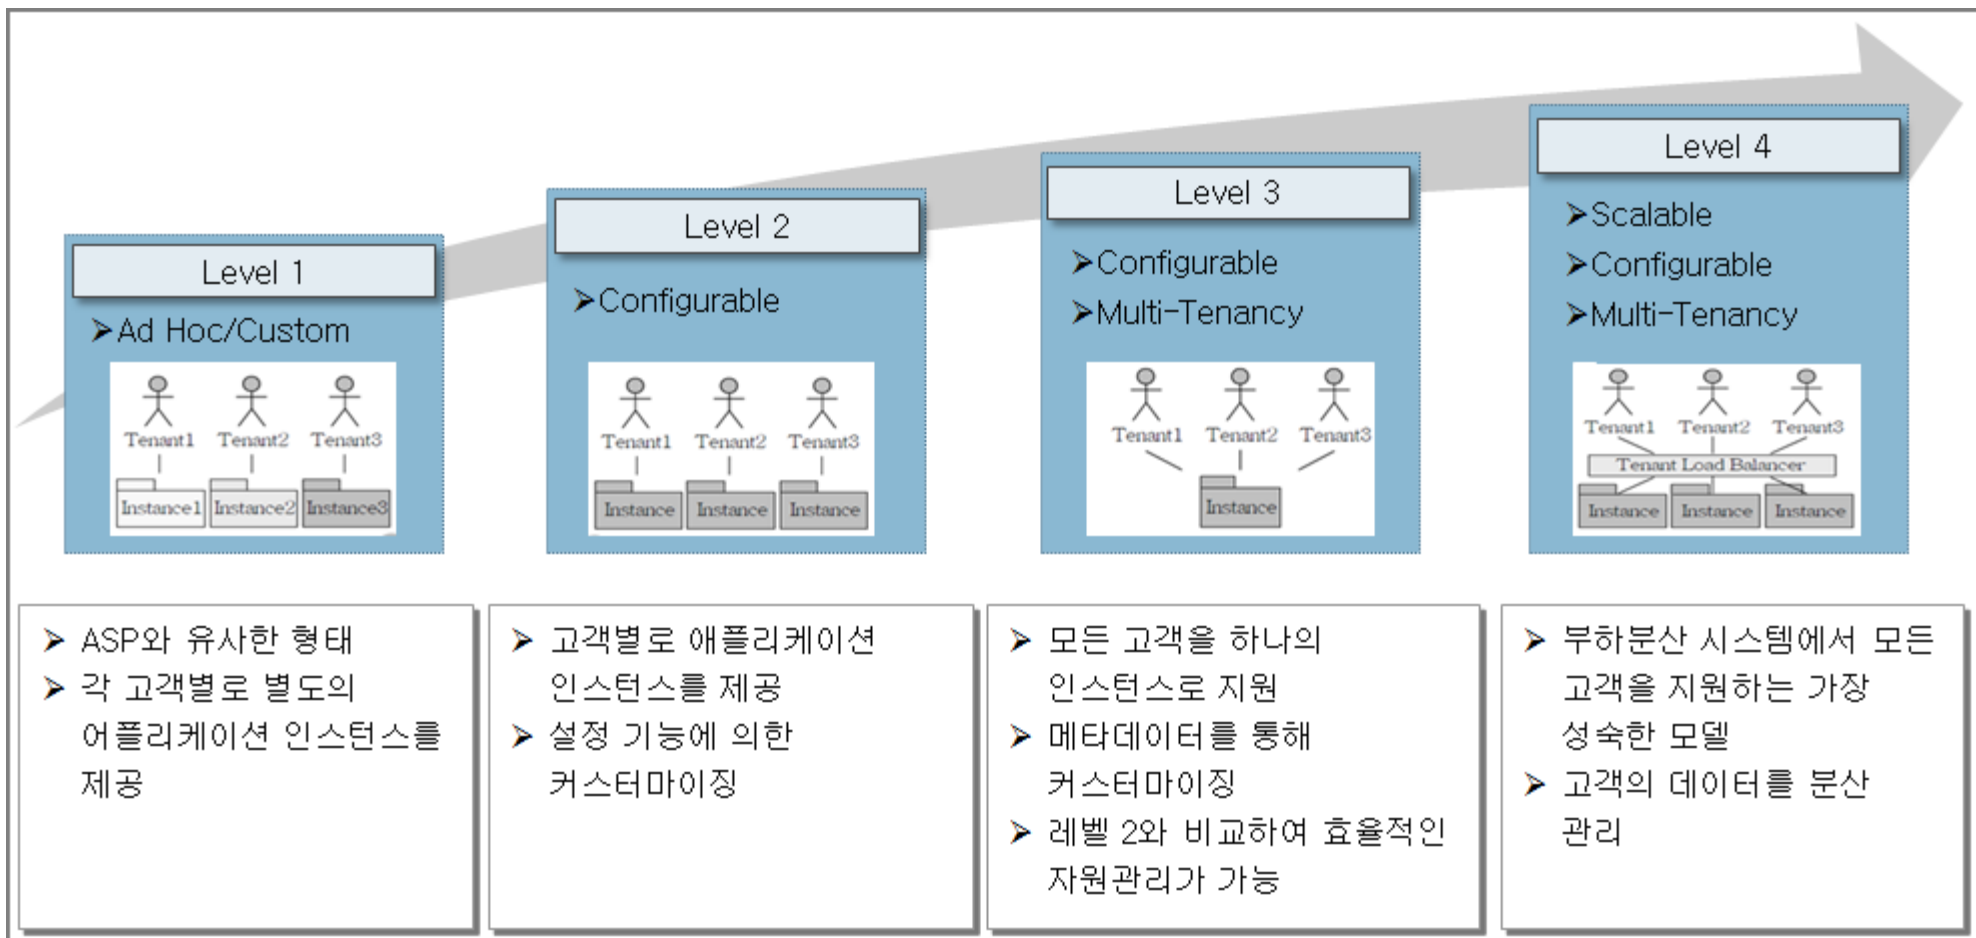 Level 1
➤Ad Hoc/Custom
Tenant1 Tenant2 Tenant3
Instance1 Instance2 Instance3
Level 2
➤Configurable
Tenant1 Tenant2 Tenant3
Instance Instance Instance
Level 3
➤Configurable
➤Multi-Tenancy
Tenant1 Tenant2 Tenant3
Instance
Level 4
➤Scalable
➤Configurable
➤Multi-Tenancy
Tenant1 Tenant2 Tenant3
Tenant Load Balancer
Instance Instance Instance
➤ ASP와 유사한 형태
➤ 각 고객별로 별도의
어플리케이션 인스턴스를
제공
➤ 고객별로 애플리케이션
인스턴스를 제공
➤ 설정 기능에 의한
커스터마이징
➤ 모든 고객을 하나의
인스턴스로 지원
➤ 메타데이터를 통해
커스터마이징
➤ 레벨 2와 비교하여 효율적인
자원관리가 가능
➤ 부하분산 시스템에서 모든
고객을 지원하는 가장
성숙한 모델
➤ 고객의 데이터를 분산
관리